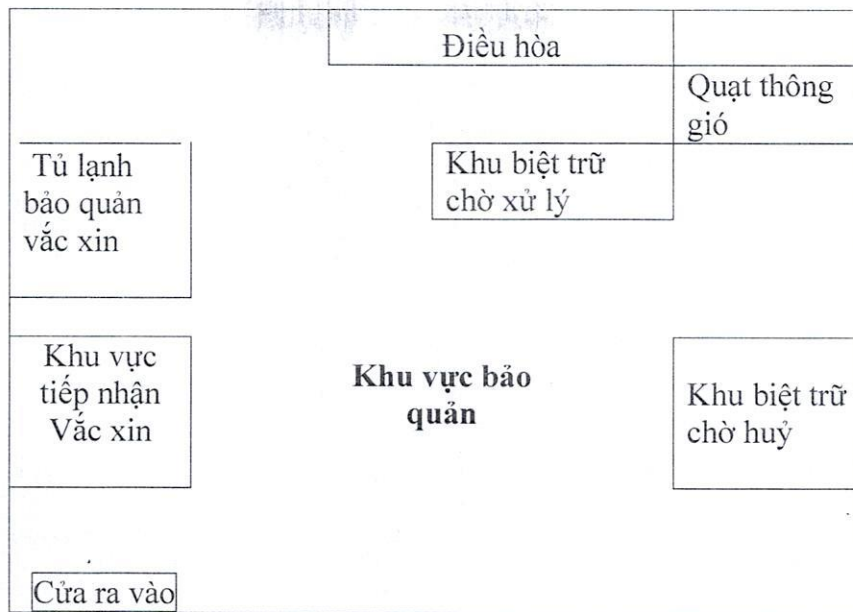 Điều hòa
Quạt thông
gió
Tủ lạnh
bảo quản
vắc xin
Khu biệt trữ
chờ xử lý
Khu vực
tiếp nhận
Vắc xin
Khu vực bảo
quản
Khu biệt trữ
chờ huỷ
Cửa ra vào